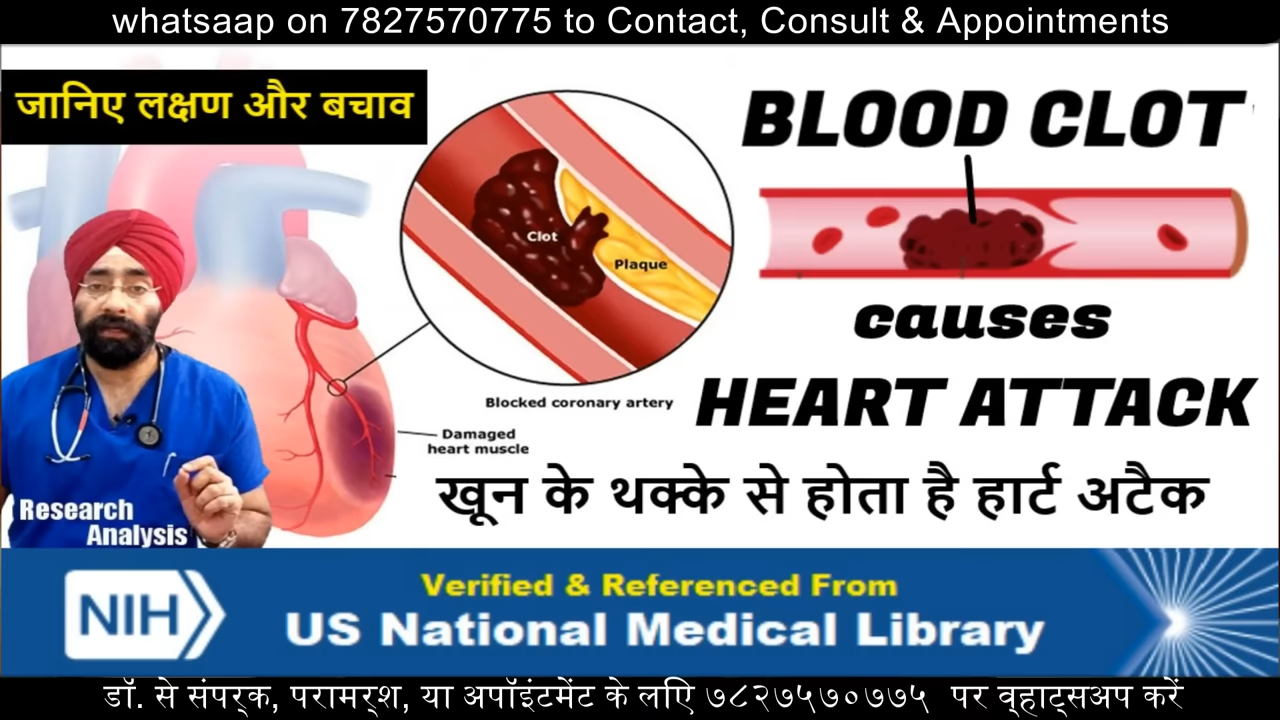 whatsaap on 7827570775 to Contact, Consult & Appointments
जानिए लक्षण और बचाव
BLOOD CLOT
Clot
Plaque
causes
Blocked coronary artery
HEART ATTACK
Damaged
heart muscle
खून के थक्के से होता है हार्ट अटैक
Research
Analysis
NIH
Verified & Referenced From
US National Medical Library
डॉ. से संपर्क, परामर्श, या अपॉइंटमेंट के लिए ७८२७५७०७७५ पर व्हाट्सअप करें